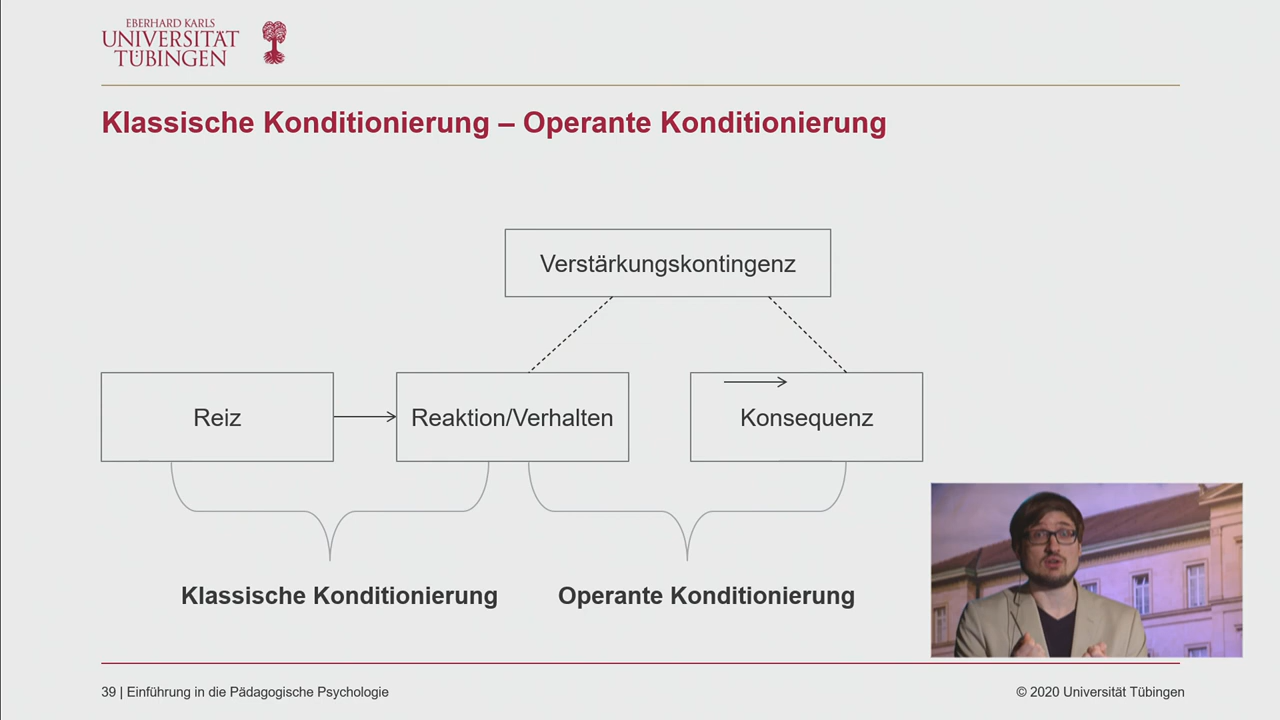 EBERHARD KARLS
UNIVERSITÄT
TÜBINGEN
Klassische Konditionierung – Operante Konditionierung
Verstärkungskontingenz
Reiz
Reaktion/Verhalten
Konsequenz
Klassische Konditionierung
Operante Konditionierung
39 | Einführung in die Pädagogische Psychologie
© 2020 Universität Tübingen